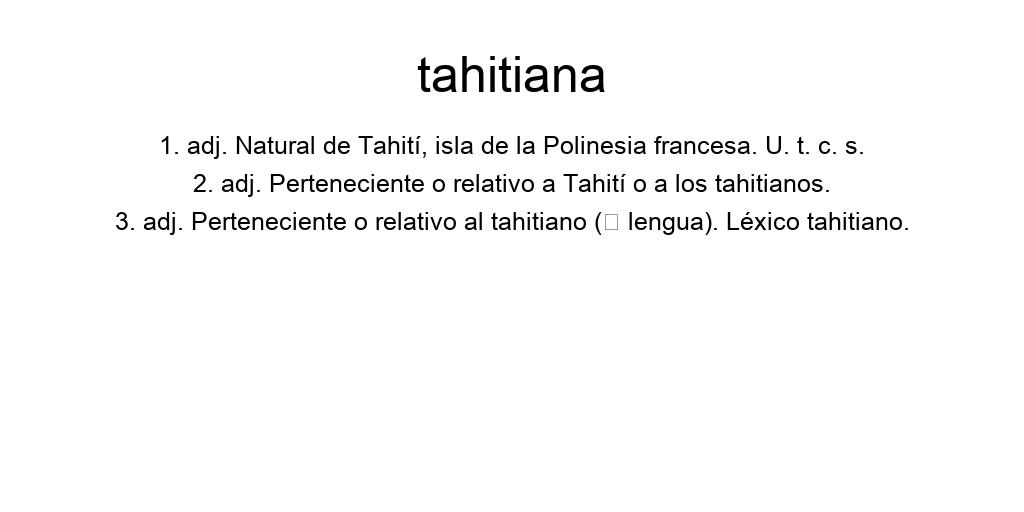 tahitiana
1. adj. Natural de Tahití, isla de la Polinesia francesa. U. t. c. s.
2. adj. Perteneciente o relativo a Tahití o a los tahitianos.
3. adj. Perteneciente o relativo al tahitiano (□ lengua). Léxico tahitiano.